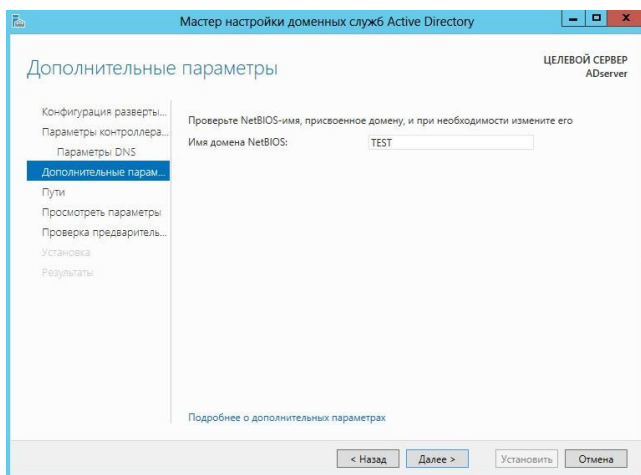 Мастер настройки доменных служб Active Directory
Дополнительные параметры
ЦЕЛЕВОЙ СЕРВЕР
ADserver
Конфигурация разверты...
Параметры контроллера...
Параметры DNS
Дополнительные парам...
Пути
Просмотреть параметры
Проверка предваритель...
Установка
Результаты
Проверьте NetBIOS-имя, присвоенное домену, и при необходимости измените его
Имя домена NetBIOS: TEST
Подробнее о дополнительных параметрах
< Назад Далее > Установить Отмена